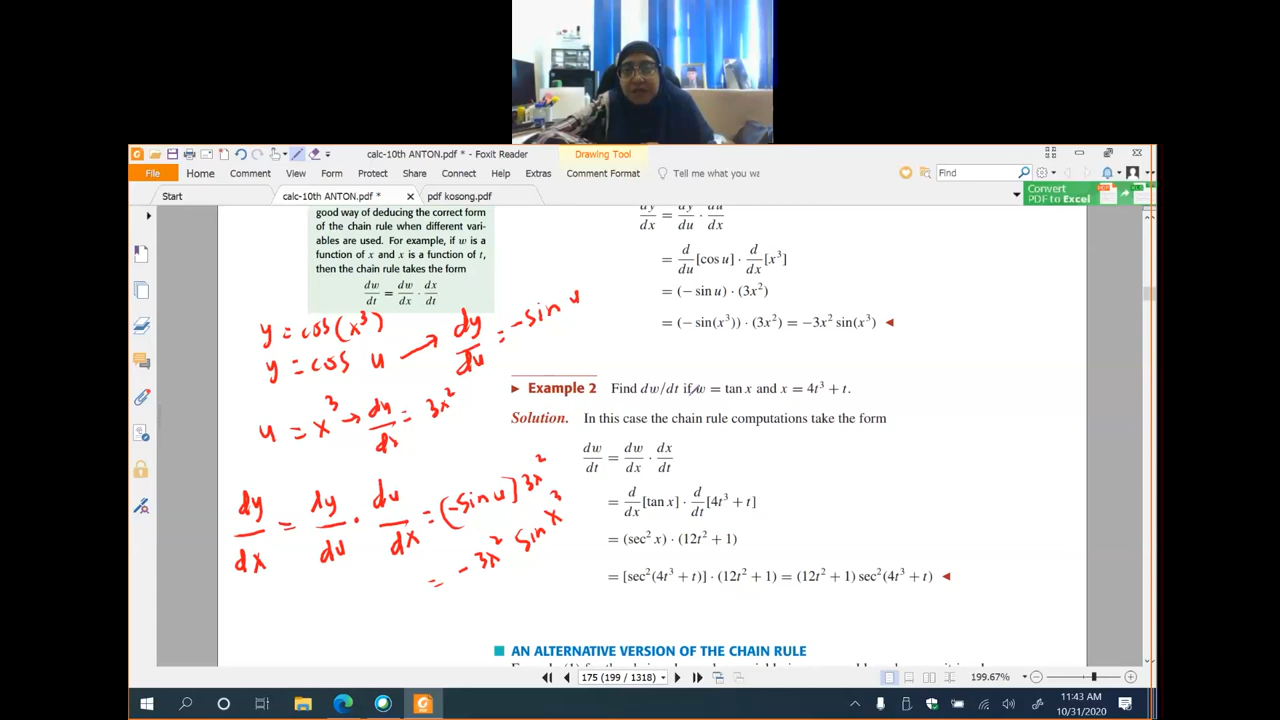 calc-10th ANTON.pdf * - Foxit Reader
Drawing Tool
File Home Comment View Form Protect Share Connect Help Extras Comment Format Tell me what you wa
Find
Start calc-10th ANTON.pdf * pdf kosong.pdf
Convert
PDF to Excel
good way of deducing the correct form
of the chain rule when different vari-
ables are used. For example, if w is a
function of x and x is a function of t,
then the chain rule takes the form
dw/dt = dw/dx · dx/dt
dy/dx = dy/du · du/dx
= d/du [cos u] · d/dx [x³]
= (− sin u) · (3x²)
= (− sin(x³)) · (3x²) = −3x² sin(x³)
y = cos(x³)
y = cos u → dy/du = -sin u
u = x³ → du/dx = 3x²
dy/dx = dy/du · du/dx = (-sin u) 3x²
= -3x² sin x³
Example 2 Find dw/dt if w = tan x and x = 4t³ + t.
Solution. In this case the chain rule computations take the form
dw/dt = dw/dx · dx/dt
= d/dx [tan x] · d/dt [4t³ + t]
= (sec² x) · (12t² + 1)
= [sec²(4t³ + t)] · (12t² + 1) = (12t² + 1) sec²(4t³ + t)
AN ALTERNATIVE VERSION OF THE CHAIN RULE
175 (199 / 1318)
199.67%
11:43 AM
10/31/2020